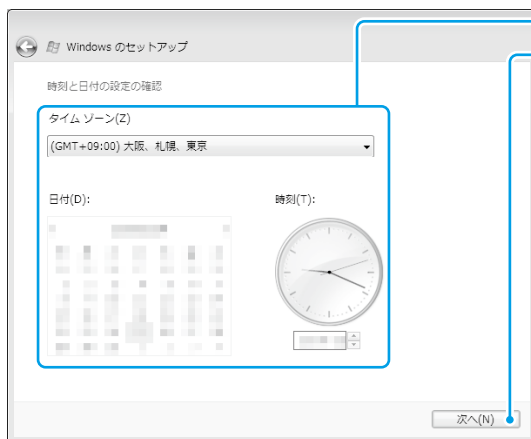 Windows のセットアップ
時刻と日付の設定の確認
タイム ゾーン(Z)
(GMT+09:00) 大阪、札幌、東京
日付(D):
時刻(T):
次へ(N)